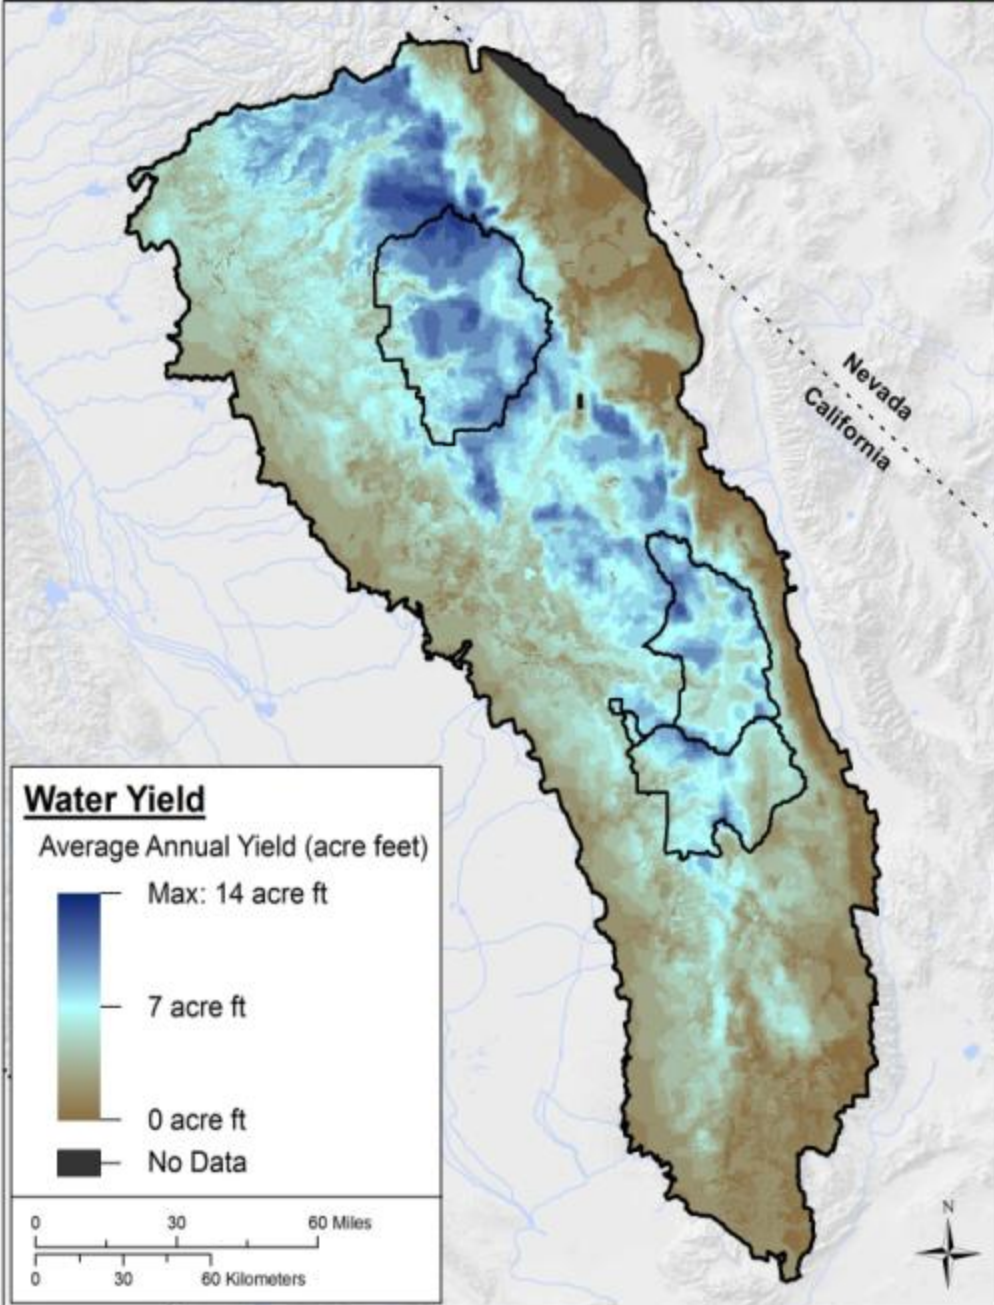 Nevada
California
Water Yield
Average Annual Yield (acre feet)
Max: 14 acre ft
7 acre ft
0 acre ft
No Data
0 30 60 Miles
0 30 60 Kilometers
N